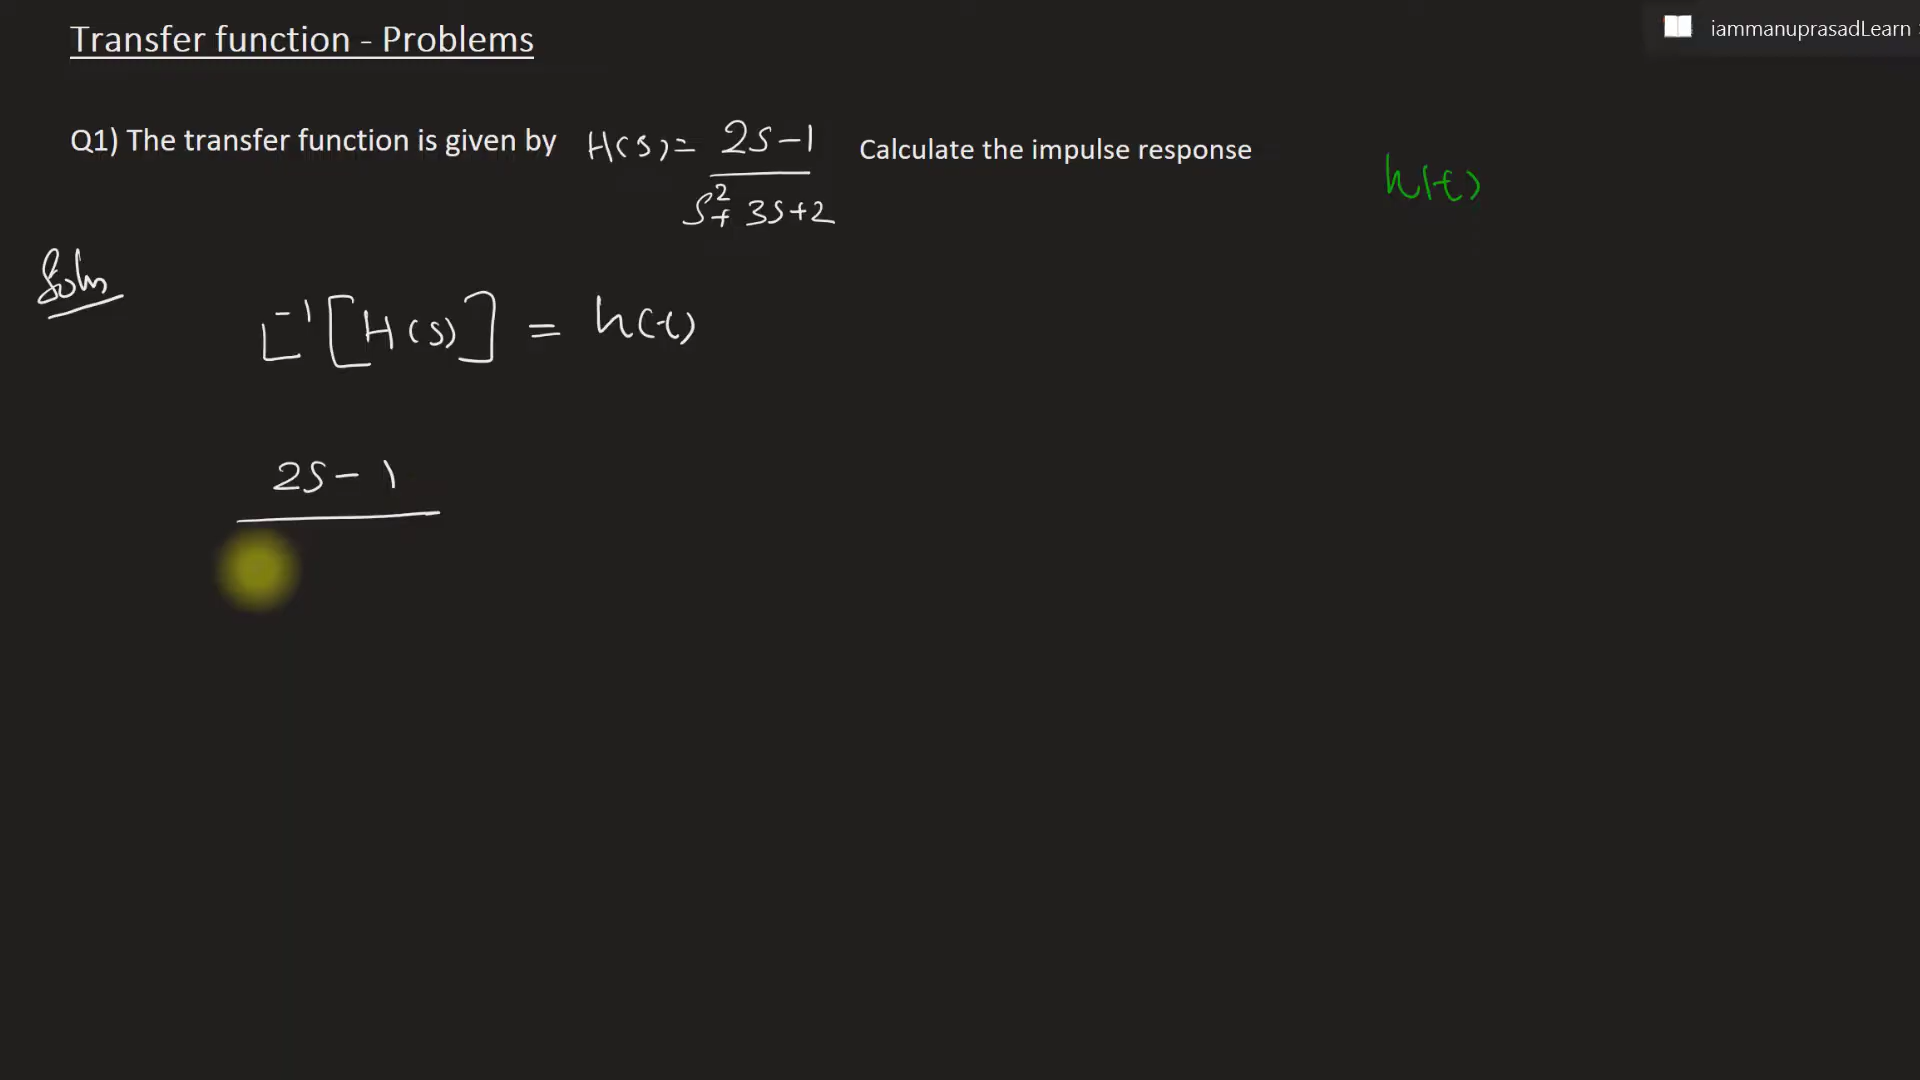 Transfer function - Problems
iammanuprasadLearn
Q1) The transfer function is given by H(s) = 2s-1 Calculate the impulse response
s²+ 3s+2
h(t)
Soln
L⁻¹[H(s)] = h(t)
2s - 1